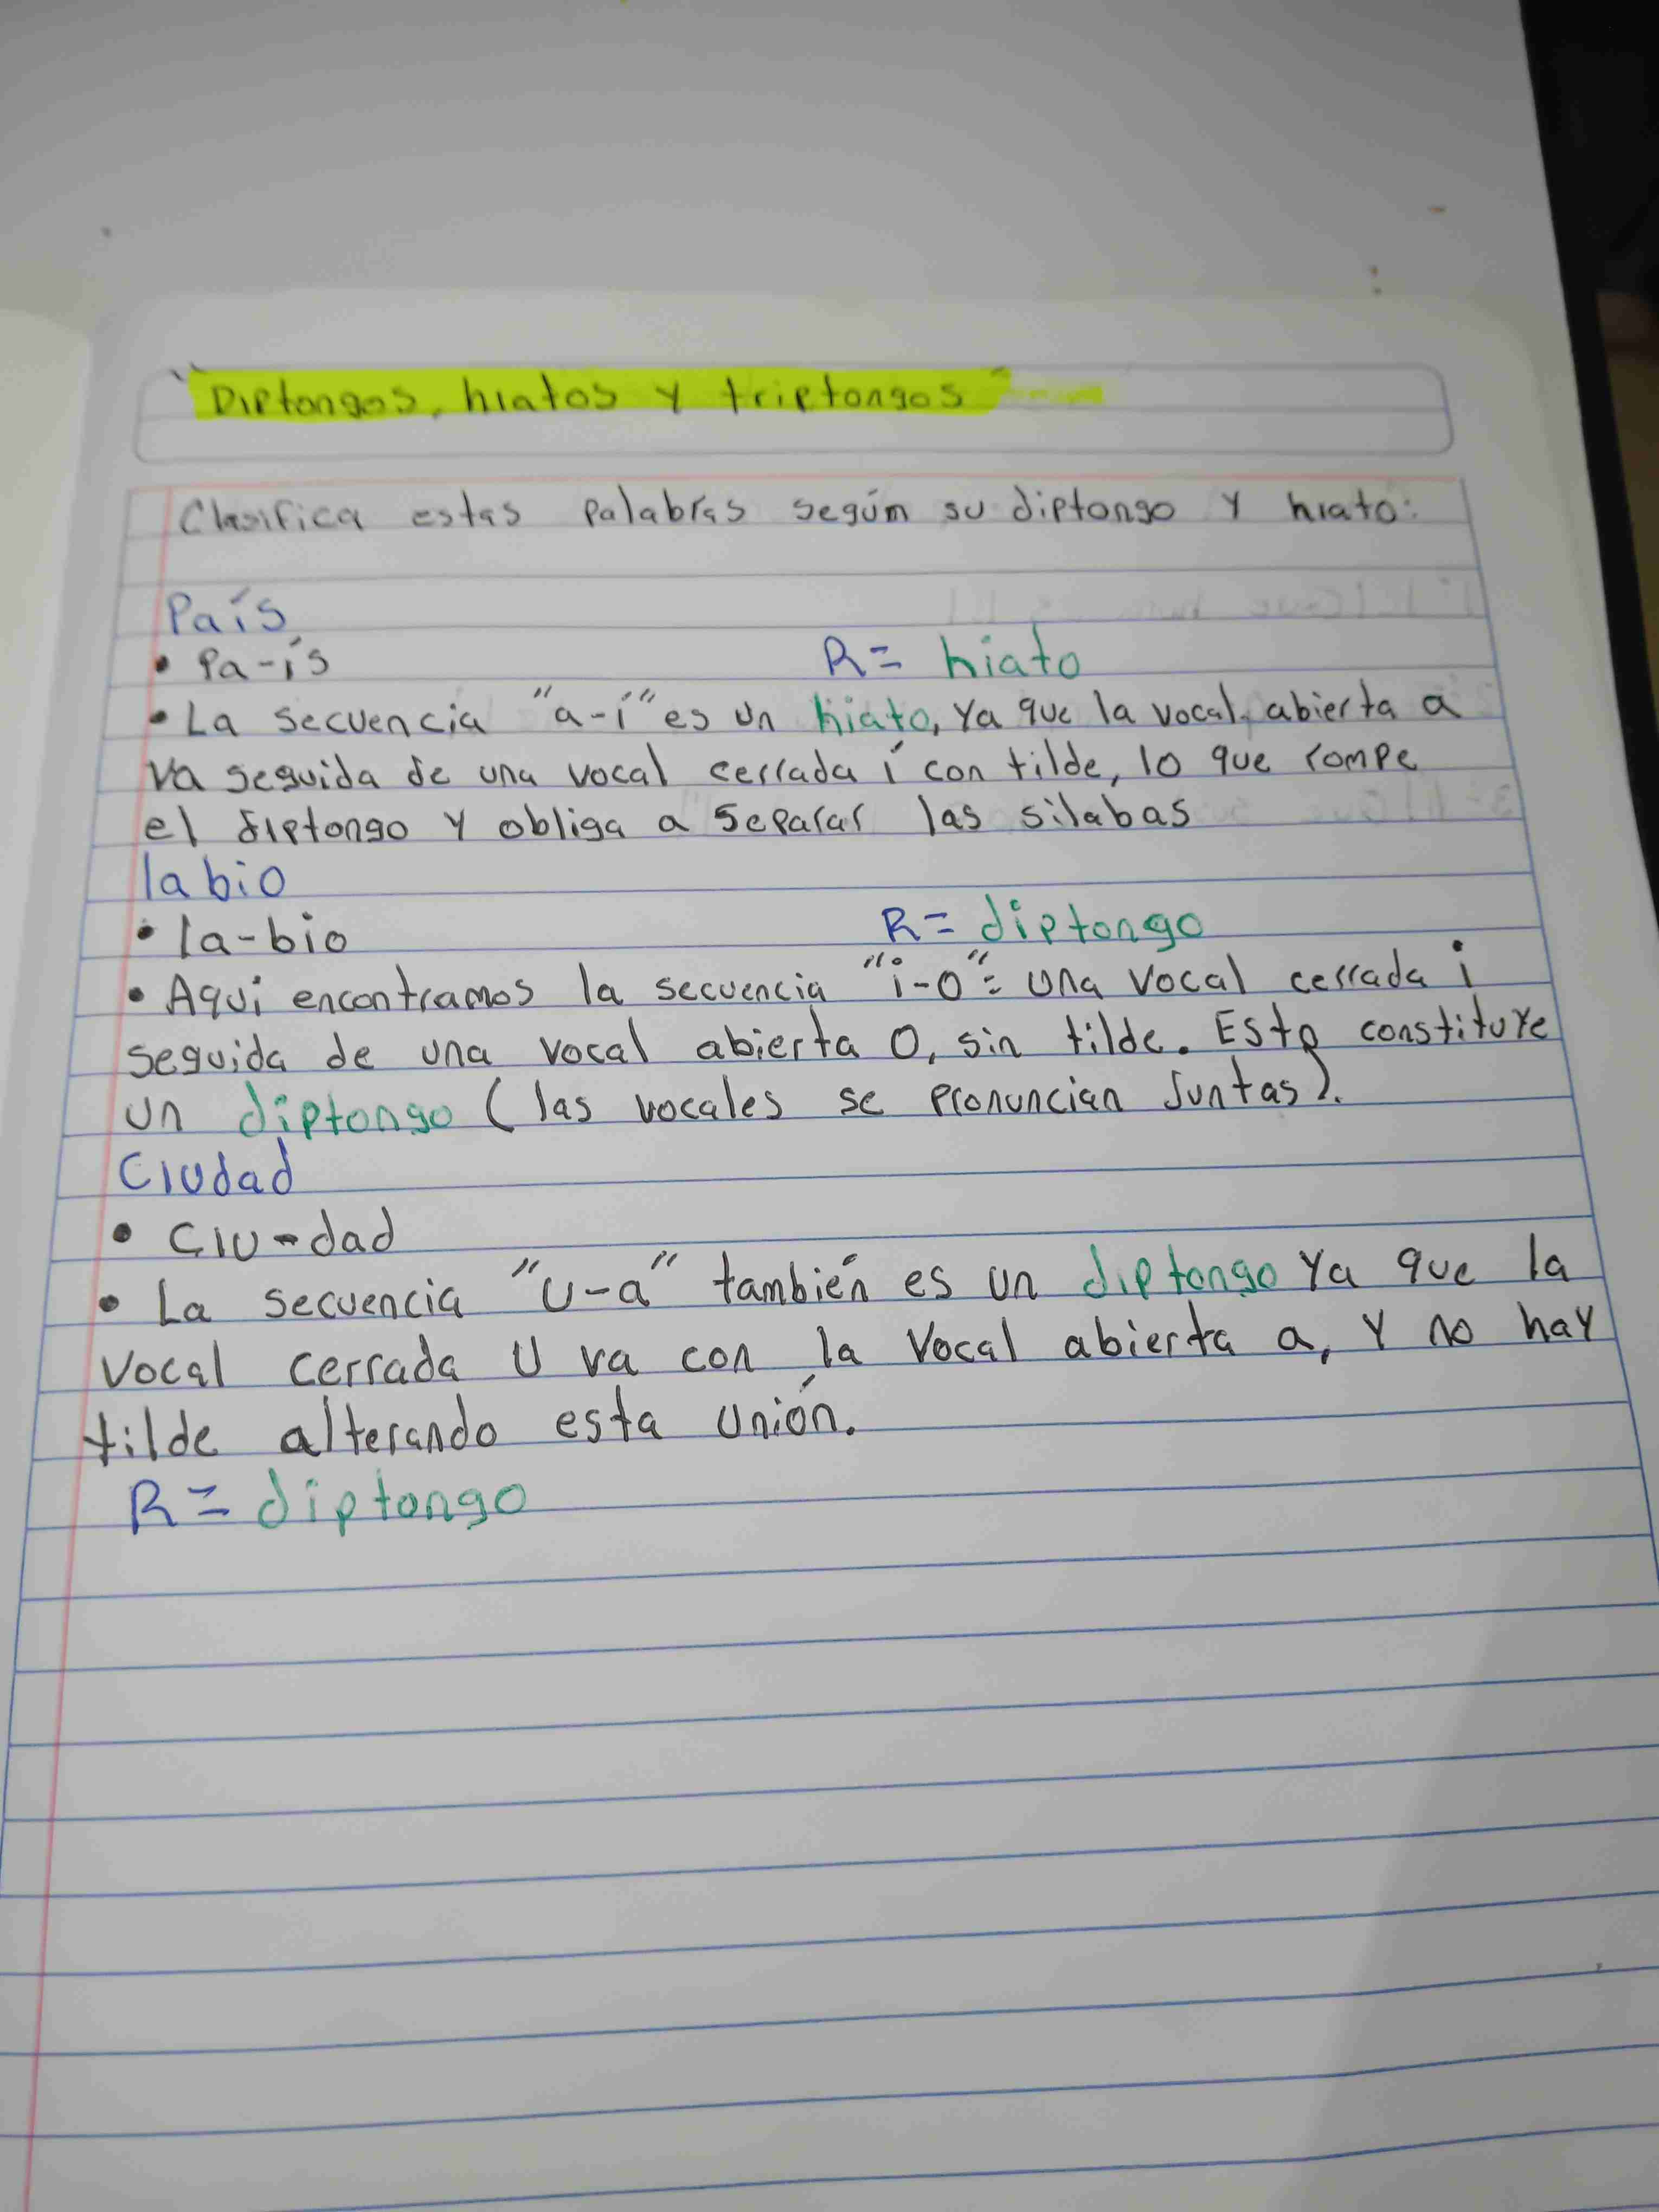 "Diptongos, hiatos y triptongos"
Clasifica estas palabras según su diptongo y hiato:
País
• Pa-ís R= hiato
• La secuencia "a-í" es un hiato, ya que la vocal abierta a
va seguida de una vocal cerrada í con tilde, lo que rompe
el diptongo y obliga a separar las silabas
labio
• la-bio R= diptongo
• Aquí encontramos la secuencia "i-o": una vocal cerrada i
seguida de una vocal abierta o, sin tilde. Esto constituye
un diptongo (las vocales se pronuncian juntas).
Ciudad
• Ciu-dad
• La secuencia "u-a" también es un diptongo ya que la
vocal cerrada u va con la vocal abierta a, y no hay
tilde alterando esta unión.
R= diptongo